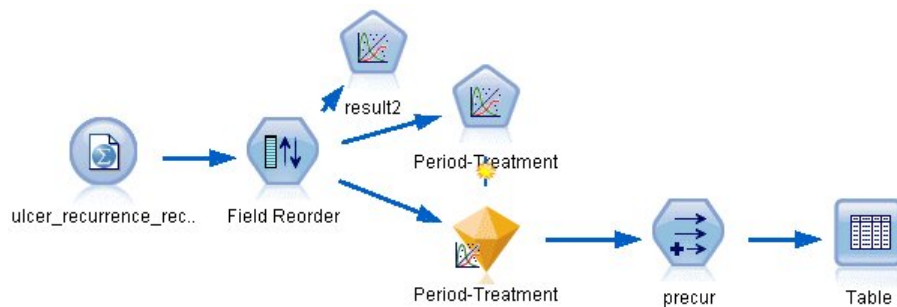 result2
Period-Treatment
ulcer_recurrence_rec..
Field Reorder
Period-Treatment
precur
Table